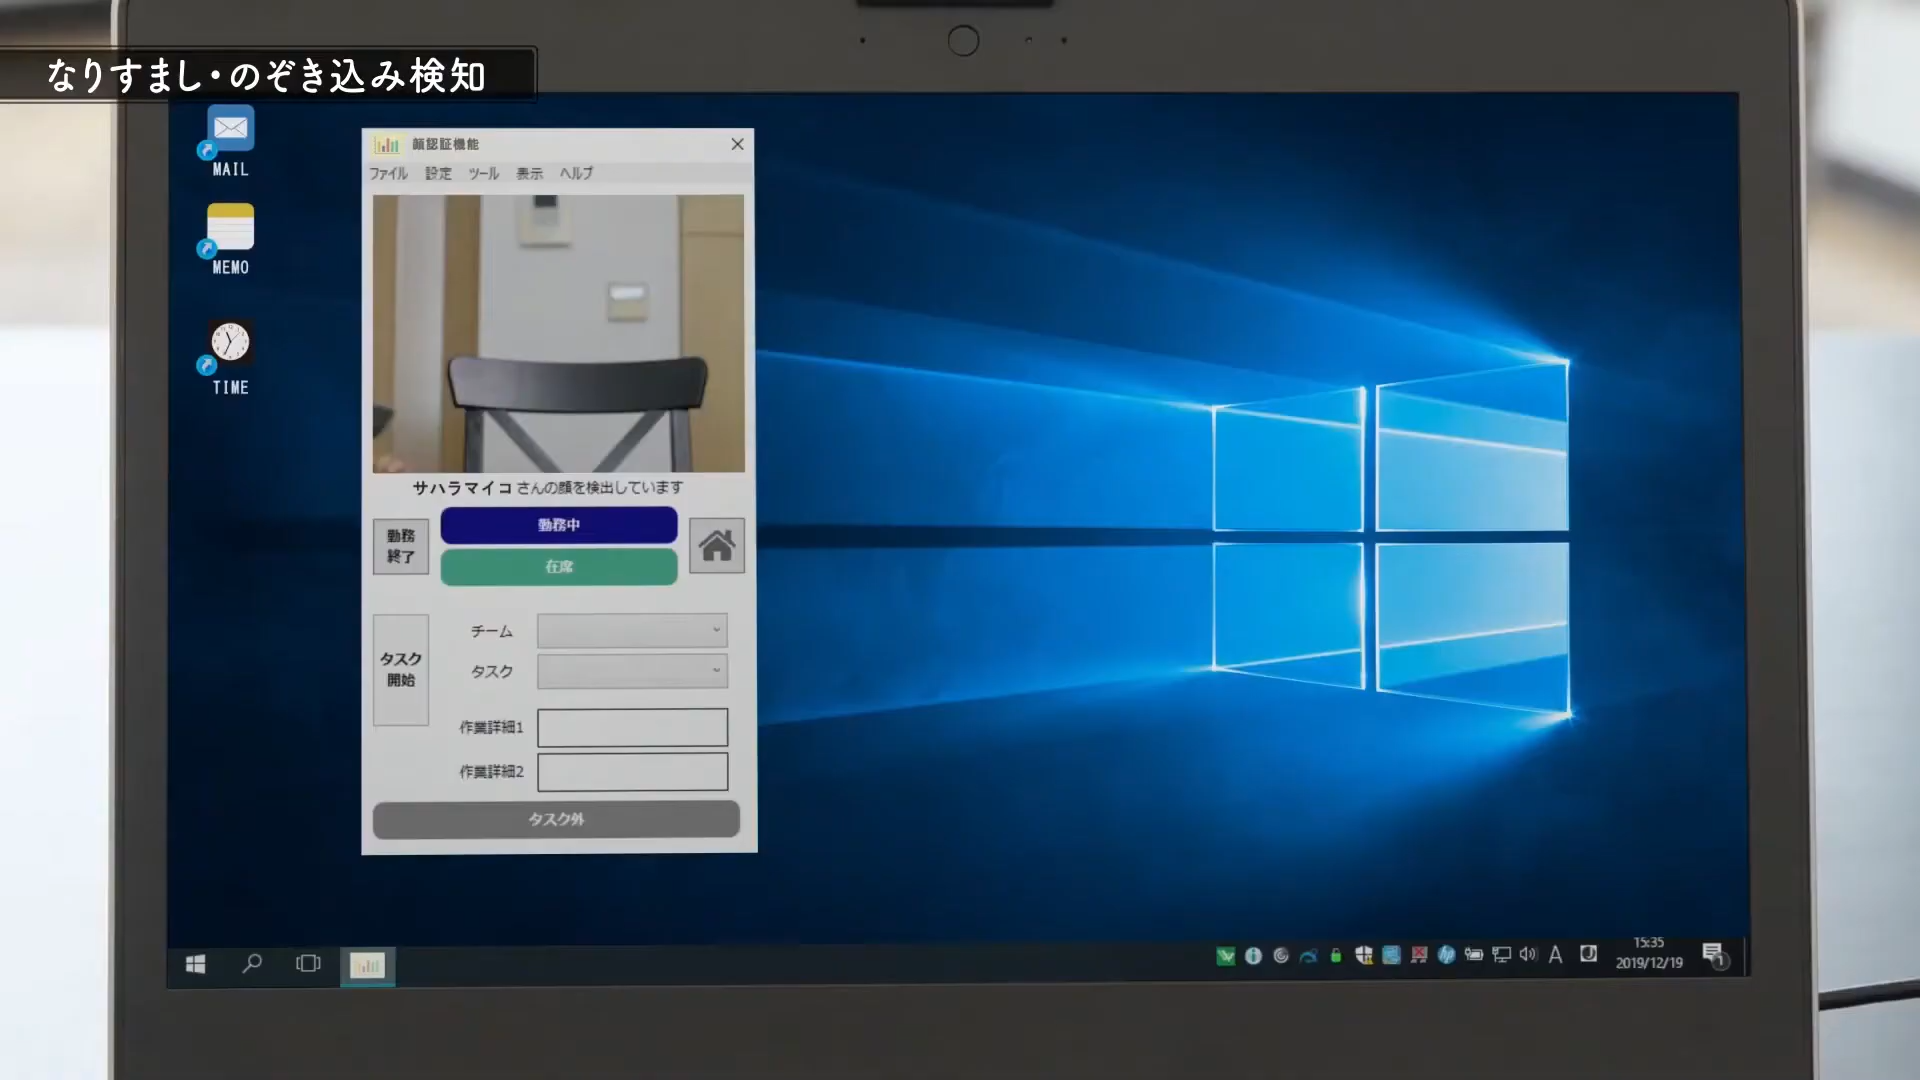 なりすまし・のぞき込み検知
MAIL
MEMO
TIME
顔認証機能
ファイル 設定 ツール 表示 ヘルプ
サハラマイコ さんの顔を検出しています
勤務終了
勤務中
在席
タスク開始
チーム
タスク
作業詳細1
作業詳細2
タスク外
A
15:35
2019/12/19
1